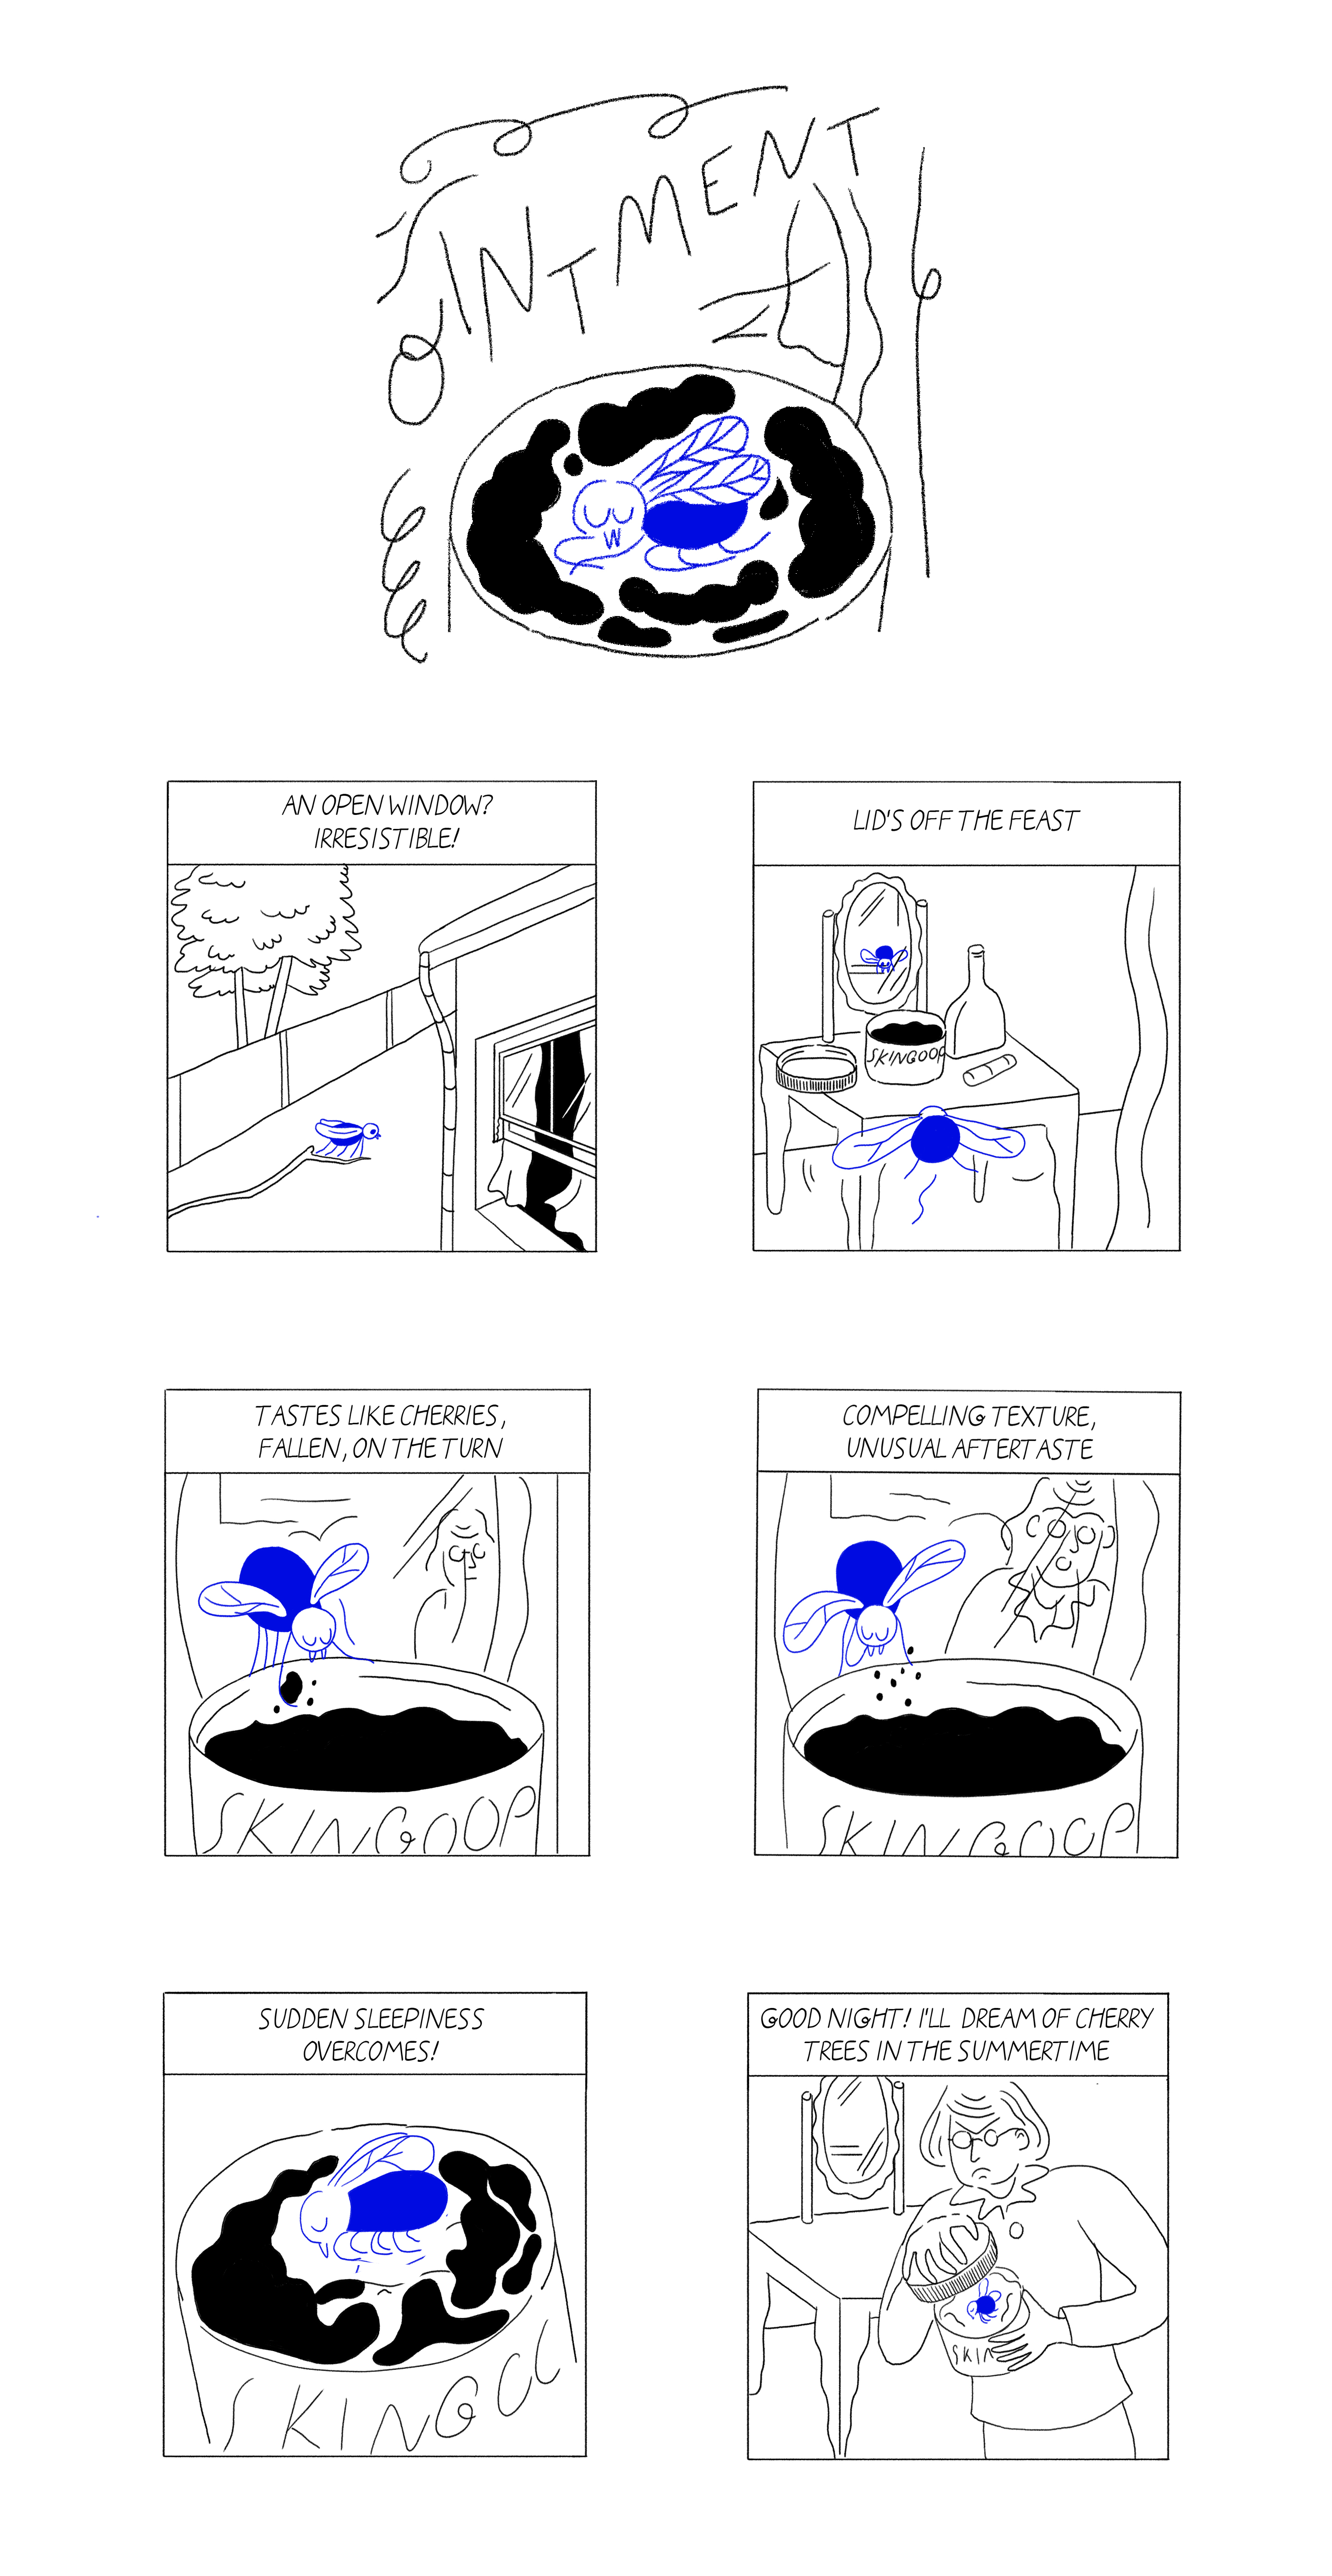 OINTMENT
AN OPEN WINDOW?
IRRESISTIBLE!
LID'S OFF THE FEAST
SKINGOOP
TASTES LIKE CHERRIES,
FALLEN, ON THE TURN
SKINGOOP
COMPELLING TEXTURE,
UNUSUAL AFTERTASTE
SKINGOOP
SUDDEN SLEEPINESS
OVERCOMES!
SKINGOO
GOOD NIGHT! I'LL DREAM OF CHERRY
TREES IN THE SUMMERTIME
SKIN